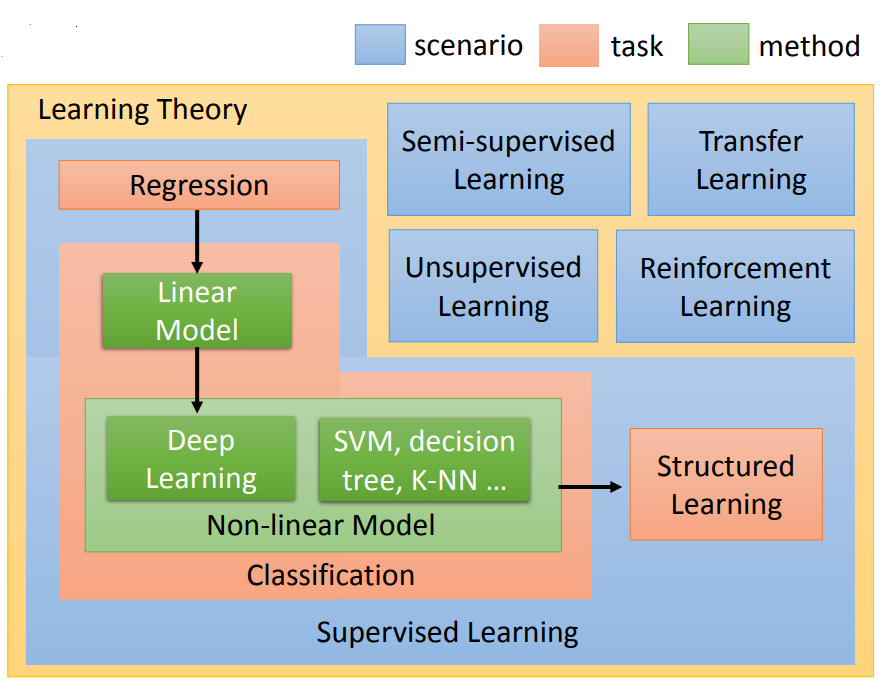 scenario
task
method
Learning Theory
Semi-supervised
Learning
Transfer
Learning
Regression
Unsupervised
Learning
Reinforcement
Learning
Linear
Model
Deep
Learning
SVM, decision
tree, K-NN ...
Non-linear Model
Classification
Structured
Learning
Supervised Learning